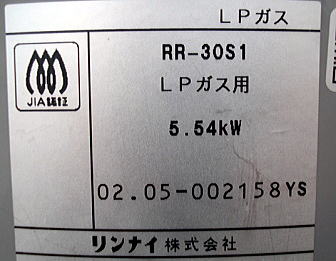 LPガス
RR-30S1
LPガス用
JIA認証
5.54kW
02.05-002158YS
リンナイ株式会社